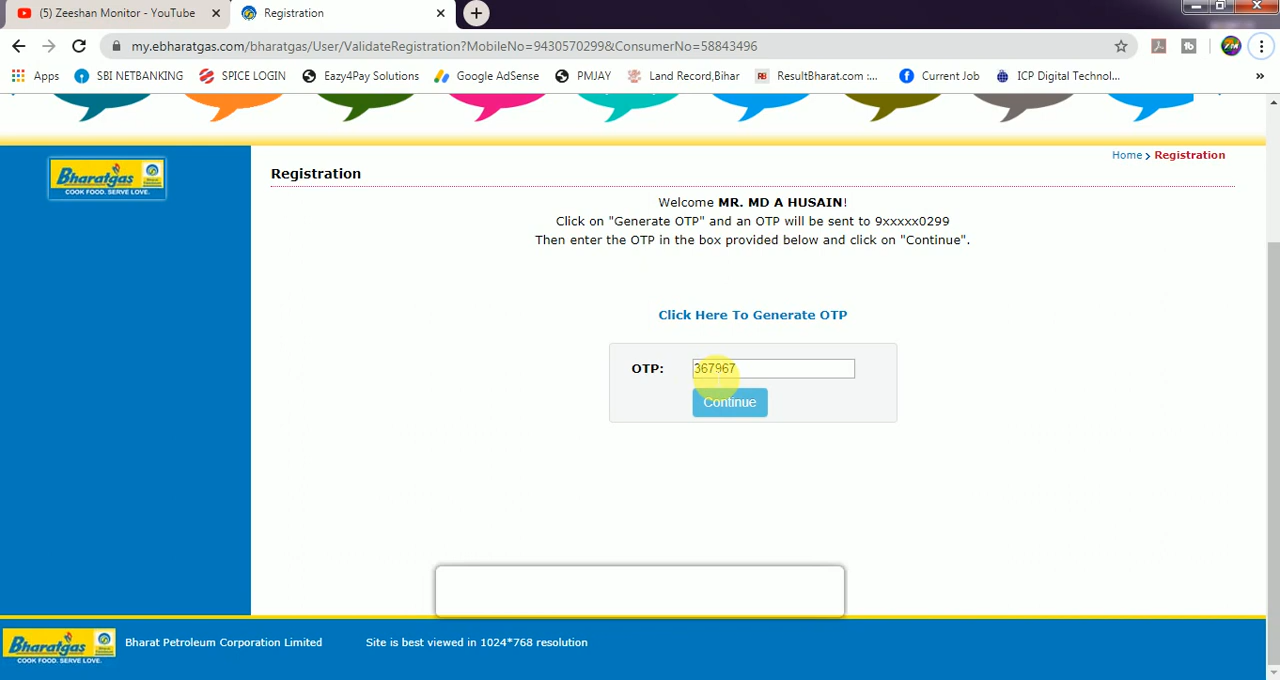 (5) Zeeshan Monitor - YouTube
Registration
my.ebharatgas.com/bharatgas/User/ValidateRegistration?MobileNo=9430570299&ConsumerNo=58843496
Apps SBI NETBANKING SPICE LOGIN Eazy4Pay Solutions Google AdSense PMJAY Land Record,Bihar ResultBharat.com :... Current Job ICP Digital Technol... »
Home > Registration
Bharatgas
COOK FOOD. SERVE LOVE.
Registration
Welcome MR. MD A HUSAIN!
Click on "Generate OTP" and an OTP will be sent to 9xxxxx0299
Then enter the OTP in the box provided below and click on "Continue".
Click Here To Generate OTP
OTP: 367967
Continue
Bharatgas
COOK FOOD. SERVE LOVE.
Bharat Petroleum Corporation Limited Site is best viewed in 1024*768 resolution